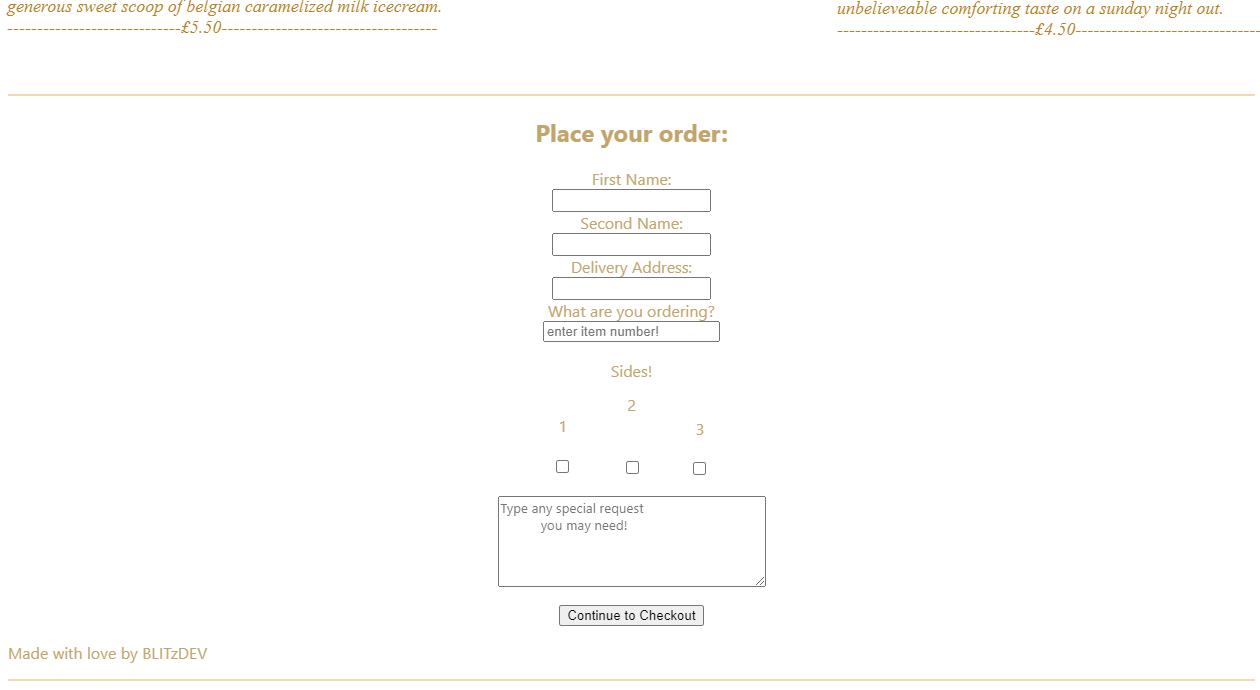 generous sweet scoop of belgian caramelized milk icecream.
-----------------------------£5.50------------------------------------
unbelieveable comforting taste on a sunday night out.
---------------------------------£4.50-------------------------------
Place your order:
First Name:
Second Name:
Delivery Address:
What are you ordering?
enter item number!
Sides!
1
2
3
Type any special request
you may need!
Continue to Checkout
Made with love by BLITzDEV